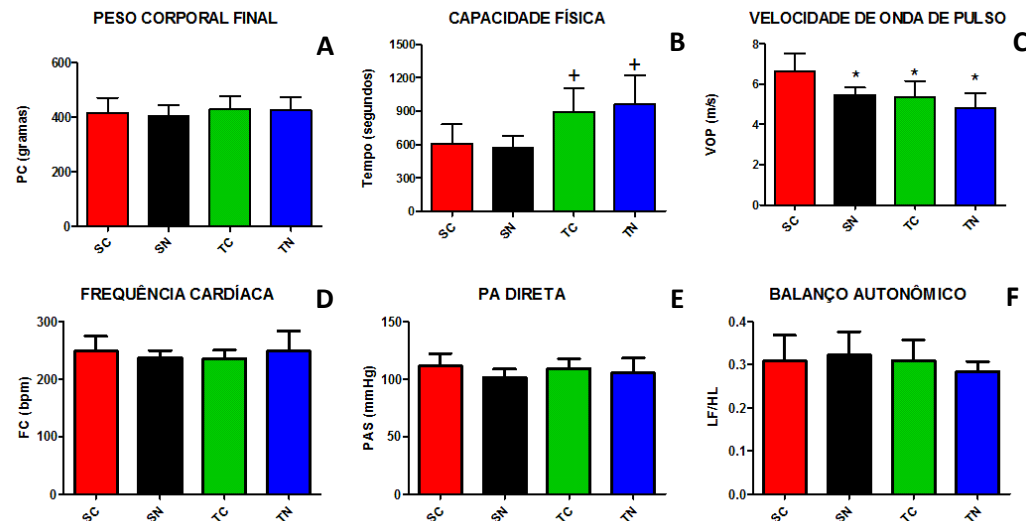 PESO CORPORAL FINAL
A
PC (gramas)
600
400
200
0
SC
SN
TC
TN
CAPACIDADE FÍSICA
B
Tempo (segundos)
1500
1200
900
600
300
0
+
+
SC
SN
TC
TN
VELOCIDADE DE ONDA DE PULSO
C
VOP (m/s)
8
6
4
2
0
*
*
*
SC
SN
TC
TN
FREQUÊNCIA CARDÍACA
D
FC (bpm)
300
200
100
0
SC
SN
TC
TN
PA DIRETA
E
PAS (mmHg)
150
100
50
0
SC
SN
TC
TN
BALANÇO AUTONÔMICO
F
LF/HL
0.4
0.3
0.2
0.1
0.0
SC
SN
TC
TN